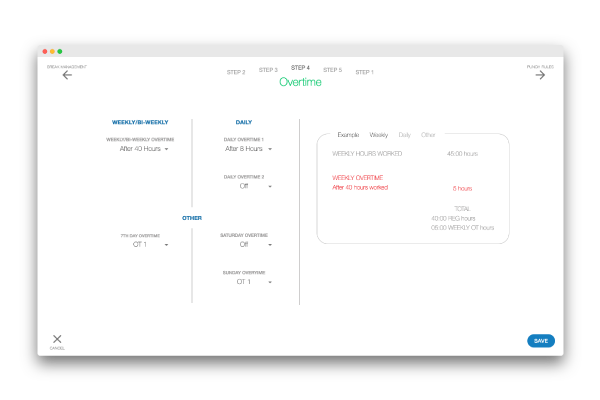 BREAK MANAGEMENT
PUNCH RULES
STEP 2 STEP 3 STEP 4 STEP 5 STEP 1
Overtime
WEEKLY/BI-WEEKLY
WEEKLY/BI-WEEKLY OVERTIME
After 40 Hours
DAILY
DAILY OVERTIME 1
After 8 Hours
DAILY OVERTIME 2
Off
OTHER
7TH DAY OVERTIME
OT 1
SATURDAY OVERTIME
Off
SUNDAY OVERTIME
OT 1
Example Weekly Daily Other
WEEKLY HOURS WORKED 45:00 hours
WEEKLY OVERTIME
After 40 hours worked 5 hours
TOTAL
40:00 REG hours
05:00 WEEKLY OT hours
CANCEL
SAVE